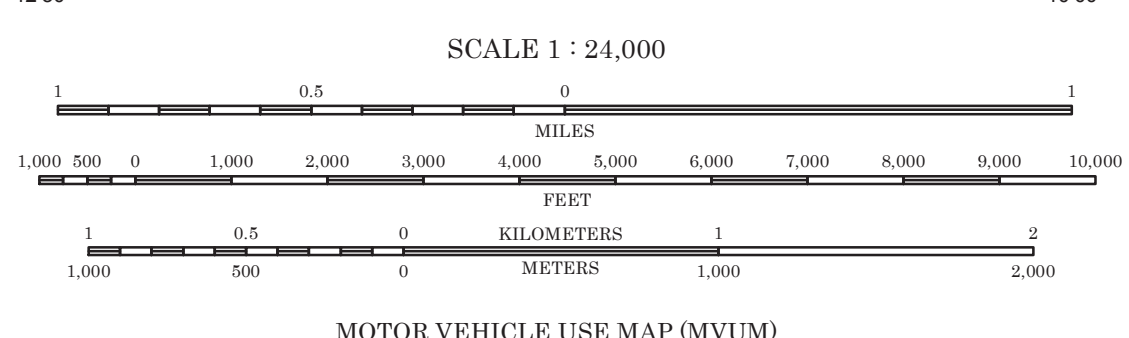 SCALE 1 : 24,000
1 0.5 0 1
MILES
1,000 500 0 1,000 2,000 3,000 4,000 5,000 6,000 7,000 8,000 9,000 10,000
FEET
1 0.5 0 KILOMETERS 1 2
1,000 500 0 METERS 1,000 2,000
MOTOR VEHICLE USE MAP (MVUM)